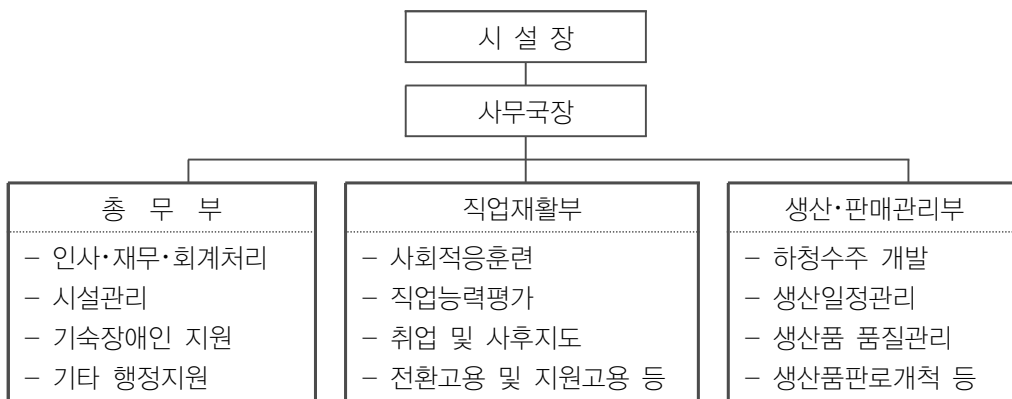 시 설 장
사무국장
총 무 부
– 인사·재무·회계처리
– 시설관리
– 기숙장애인 지원
– 기타 행정지원
직업재활부
– 사회적응훈련
– 직업능력평가
– 취업 및 사후지도
– 전환고용 및 지원고용 등
생산·판매관리부
– 하청수주 개발
– 생산일정관리
– 생산품 품질관리
– 생산품판로개척 등